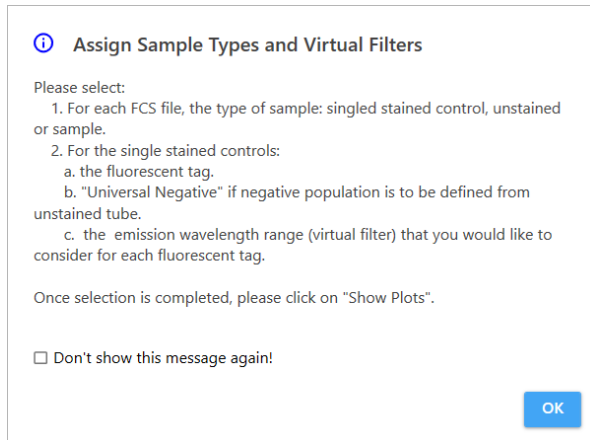 Assign Sample Types and Virtual Filters
Please select:
1. For each FCS file, the type of sample: singled stained control, unstained
or sample.
2. For the single stained controls:
a. the fluorescent tag.
b. "Universal Negative" if negative population is to be defined from
unstained tube.
c. the emission wavelength range (virtual filter) that you would like to
consider for each fluorescent tag.
Once selection is completed, please click on "Show Plots".
Don't show this message again!
OK